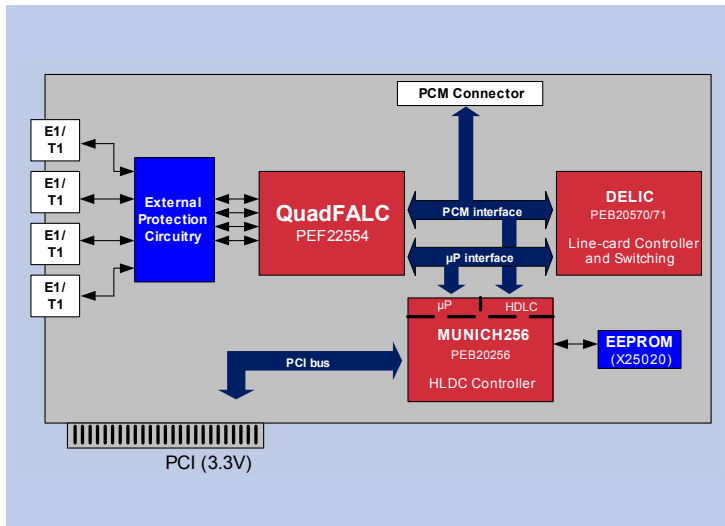 PCM Connector
E1/
T1
E1/
T1
E1/
T1
E1/
T1
External
Protection
Circuitry
QuadFALC
PEF22554
PCM interface
µP interface
DELIC
PEB20570/71
Line-card Controller
and Switching
µP
HDLC
MUNICH256
PEB20256
HLDC Controller
EEPROM
(X25020)
PCI bus
PCI (3.3V)